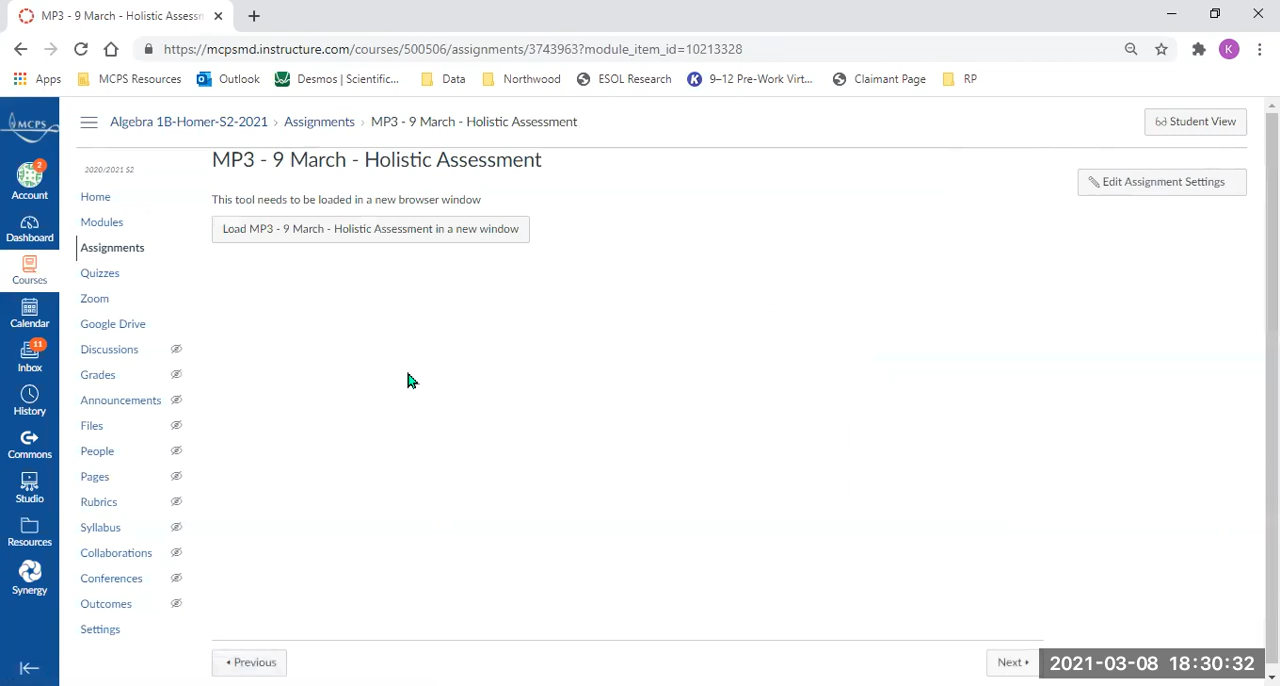 MP3 - 9 March - Holistic Assessm
https://mcpsmd.instructure.com/courses/500506/assignments/3743963?module_item_id=10213328
K
Apps MCPS Resources Outlook Desmos | Scientific... Data Northwood ESOL Research 9–12 Pre-Work Virt... Claimant Page RP
MCPS
Algebra 1B-Homer-S2-2021 › Assignments › MP3 - 9 March - Holistic Assessment
Student View
2020/2021 S2
MP3 - 9 March - Holistic Assessment
Edit Assignment Settings
This tool needs to be loaded in a new browser window
Load MP3 - 9 March - Holistic Assessment in a new window
2
Account
Dashboard
Courses
Calendar
11
Inbox
History
Commons
Studio
Resources
Synergy
Home
Modules
Assignments
Quizzes
Zoom
Google Drive
Discussions
Grades
Announcements
Files
People
Pages
Rubrics
Syllabus
Collaborations
Conferences
Outcomes
Settings
Previous
Next
2021-03-08 18:30:32